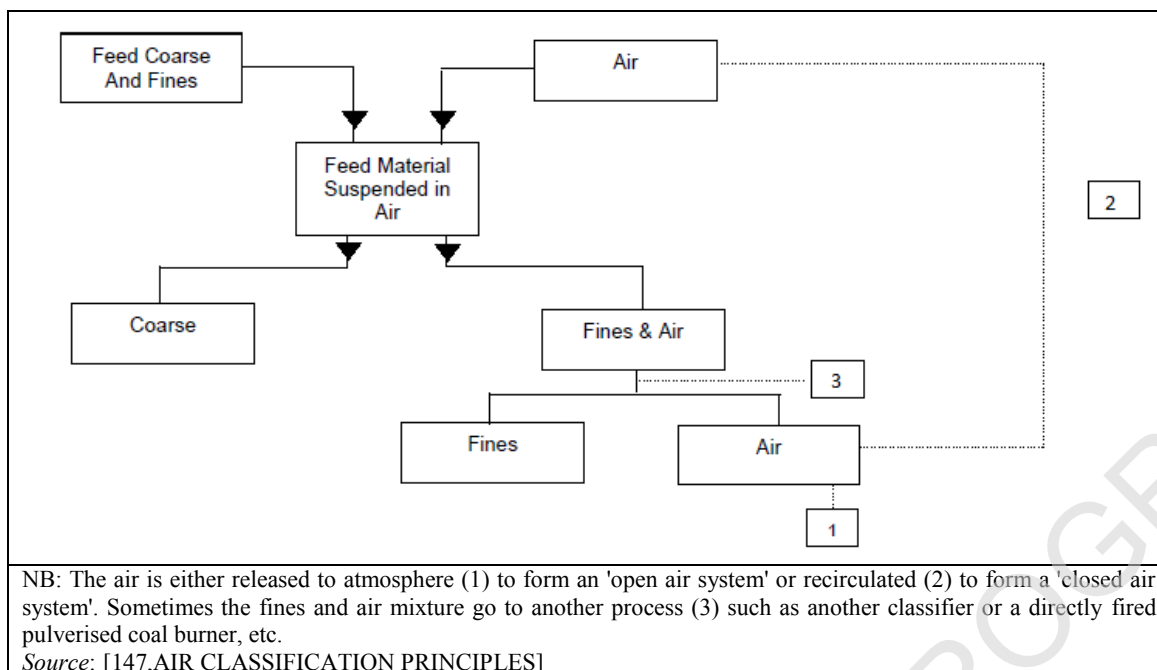 Feed Coarse
And Fines
Air
Feed Material
Suspended in
Air
2
Coarse
Fines & Air
3
Fines
Air
1
NB: The air is either released to atmosphere (1) to form an 'open air system' or recirculated (2) to form a 'closed air
system'. Sometimes the fines and air mixture go to another process (3) such as another classifier or a directly fired
pulverised coal burner, etc.
Source: [147,AIR CLASSIFICATION PRINCIPLES]